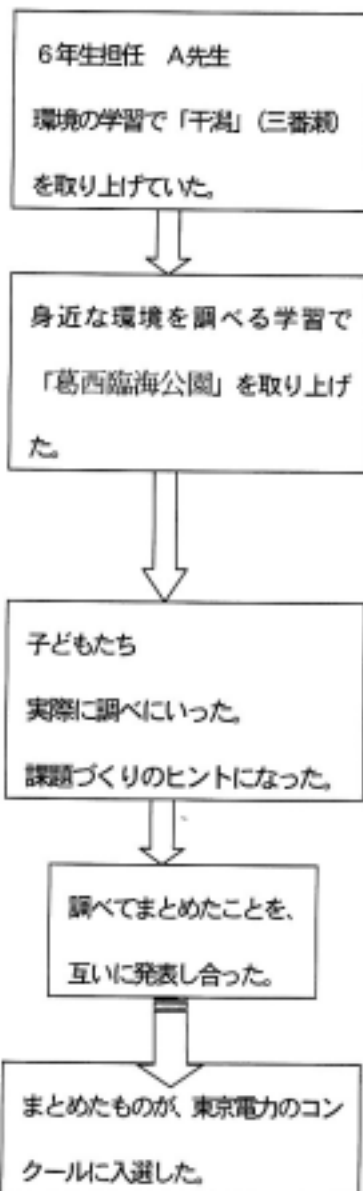 6年生担任　A先生
環境の学習で「干潟」（三番瀬）
を取り上げていた。
身近な環境を調べる学習で
「葛西臨海公園」を取り上げ
た。
子どもたち
実際に調べにいった。
課題づくりのヒントになった。
調べてまとめたことを、
互いに発表し合った。
まとめたものが、東京電力のコン
クールに入選した。